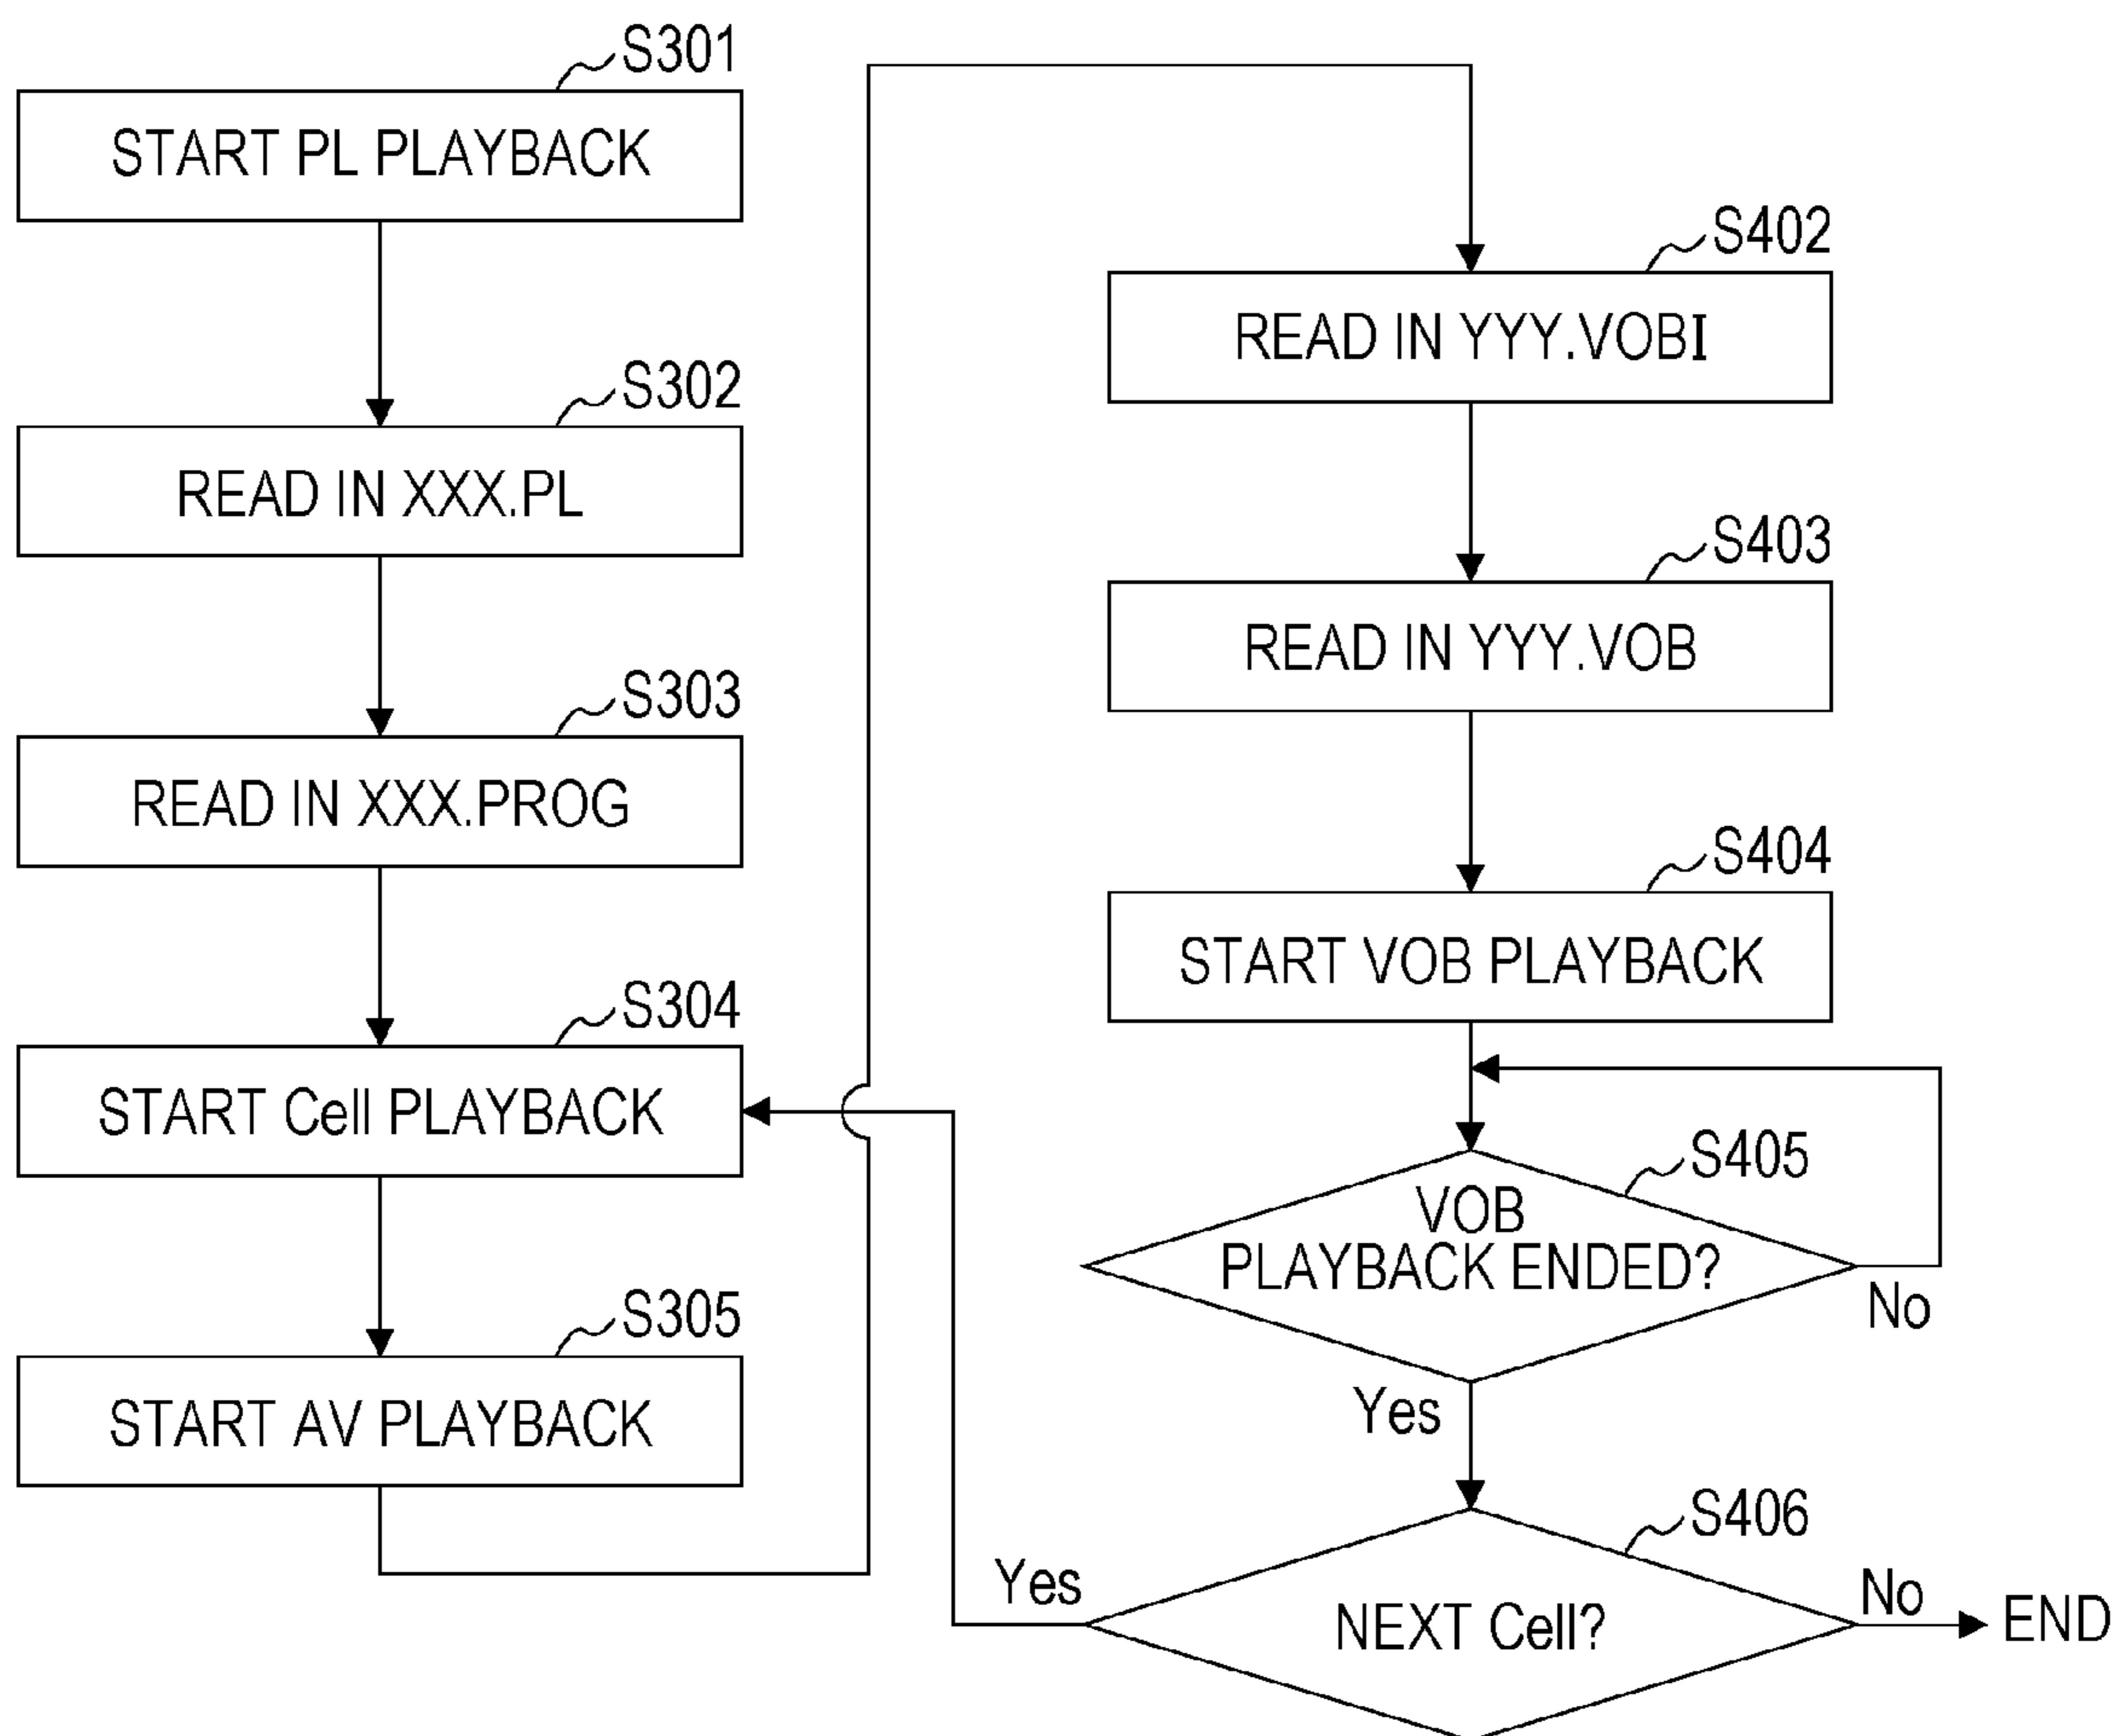 S301
START PL PLAYBACK
S302
READ IN XXX.PL
S303
READ IN XXX.PROG
S304
START Cell PLAYBACK
S305
START AV PLAYBACK
S402
READ IN YYY.VOBI
S403
READ IN YYY.VOB
S404
START VOB PLAYBACK
S405
VOB
PLAYBACK ENDED?
No
Yes
S406
NEXT Cell?
Yes
No
END